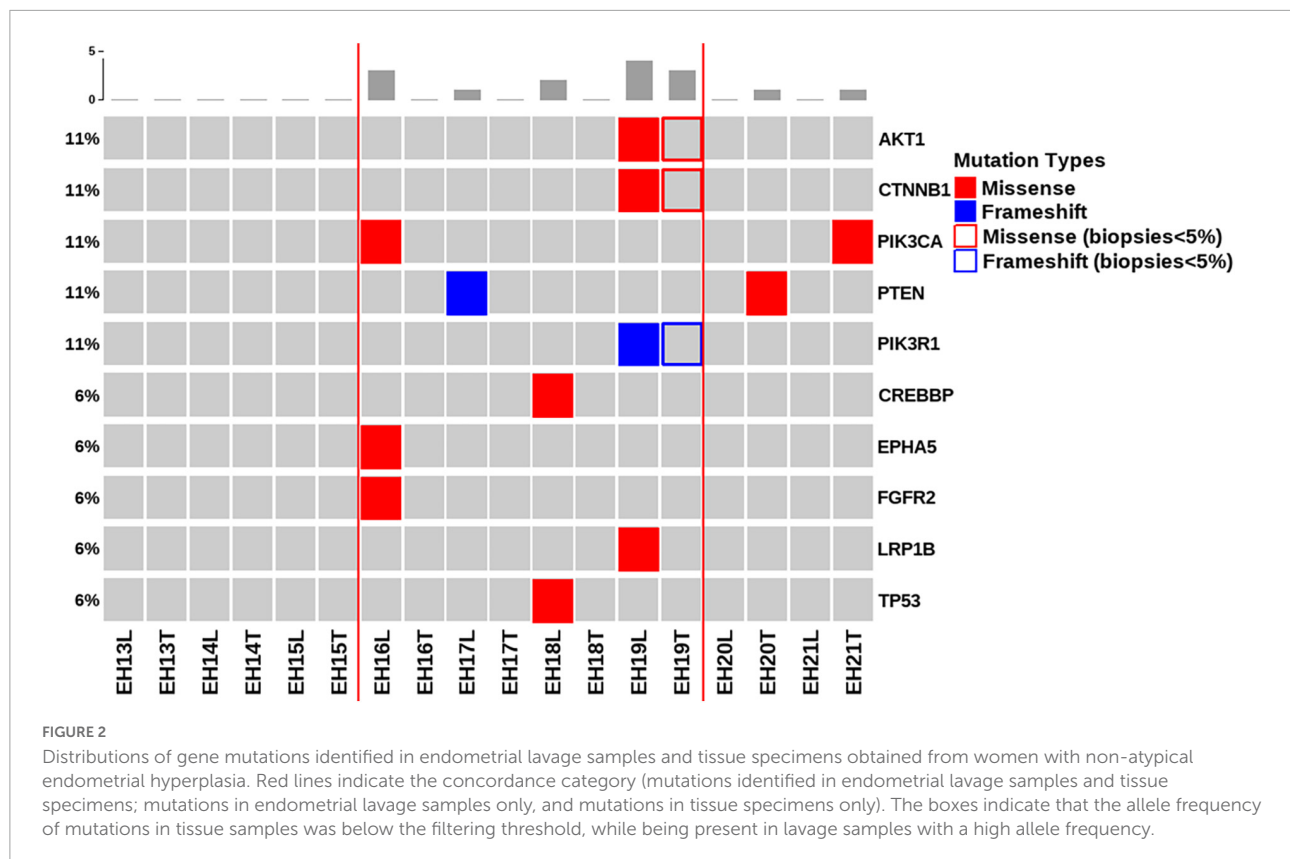 5
0
11% AKT1
11% CTNNB1
11% PIK3CA
11% PTEN
11% PIK3R1
6% CREBBP
6% EPHA5
6% FGFR2
6% LRP1B
6% TP53
Mutation Types
Missense
Frameshift
Missense (biopsies<5%)
Frameshift (biopsies<5%)
EH13L
EH13T
EH14L
EH14T
EH15L
EH15T
EH16L
EH16T
EH17L
EH17T
EH18L
EH18T
EH19L
EH19T
EH20L
EH20T
EH21L
EH21T
FIGURE 2
Distributions of gene mutations identified in endometrial lavage samples and tissue specimens obtained from women with non-atypical
endometrial hyperplasia. Red lines indicate the concordance category (mutations identified in endometrial lavage samples and tissue
specimens; mutations in endometrial lavage samples only, and mutations in tissue specimens only). The boxes indicate that the allele frequency
of mutations in tissue samples was below the filtering threshold, while being present in lavage samples with a high allele frequency.